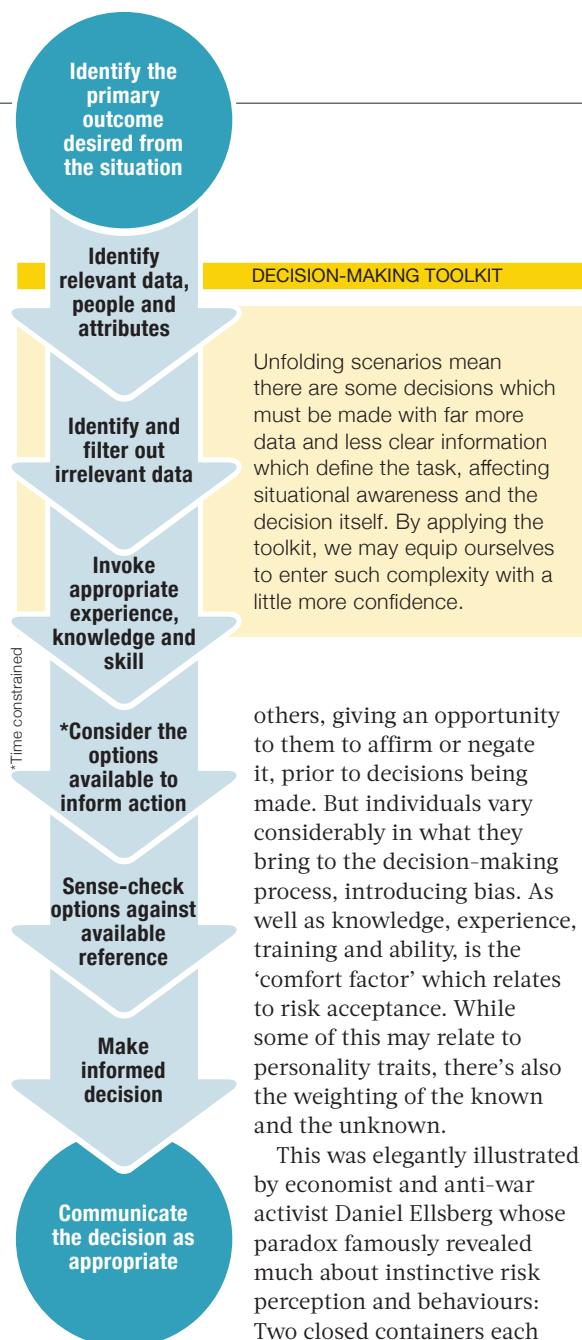 Identify the
primary
outcome
desired from
the situation
Identify
relevant data,
people and
attributes
Identify and
filter out
irrelevant data
Invoke
appropriate
experience,
knowledge and
skill
*Time constrained
*Consider the
options
available to
inform action
Sense-check
options against
available
reference
Make
informed
decision
Communicate
the decision as
appropriate
DECISION-MAKING TOOLKIT
Unfolding scenarios mean
there are some decisions which
must be made with far more
data and less clear information
which define the task, affecting
situational awareness and the
decision itself. By applying the
toolkit, we may equip ourselves
to enter such complexity with a
little more confidence.
others, giving an opportunity
to them to affirm or negate
it, prior to decisions being
made. But individuals vary
considerably in what they
bring to the decision-making
process, introducing bias. As
well as knowledge, experience,
training and ability, is the
‘comfort factor’ which relates
to risk acceptance. While
some of this may relate to
personality traits, there’s also
the weighting of the known
and the unknown.
This was elegantly illustrated
by economist and anti-war
activist Daniel Ellsberg whose
paradox famously revealed
much about instinctive risk
perception and behaviours:
Two closed containers each